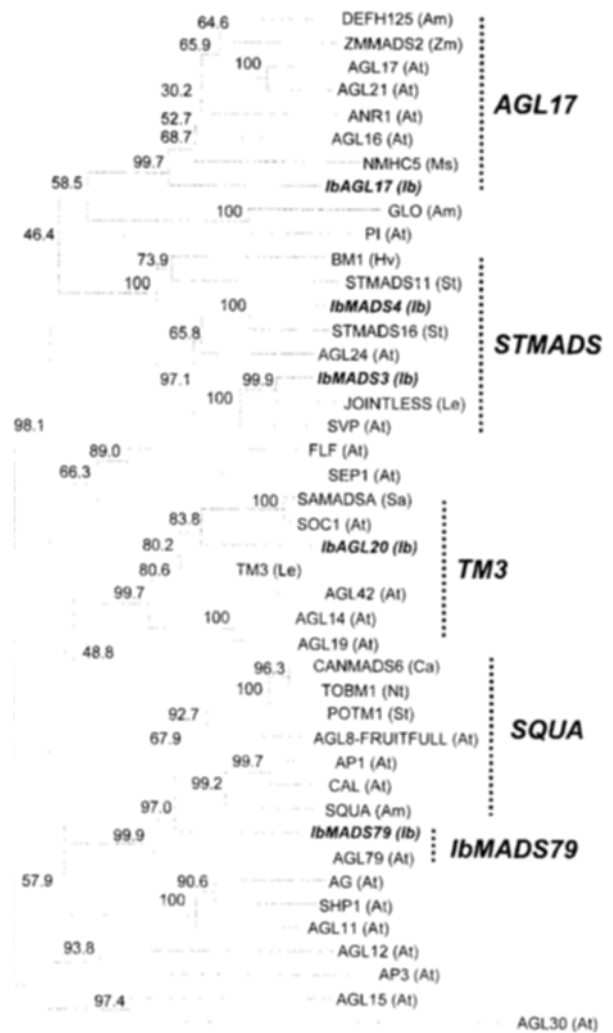 64.6 DEFH125 (Am)
65.9 ZMMADS2 (Zm)
100 AGL17 (At)
30.2 AGL21 (At)
AGL17
52.7 ANR1 (At)
68.7 AGL16 (At)
99.7 NMHC5 (Ms)
58.5 IbAGL17 (Ib)
100 GLO (Am)
46.4 PI (At)
73.9 BM1 (Hv)
100 STMADS11 (St)
100 IbMADS4 (Ib)
65.8 STMADS16 (St)
STMADS
AGL24 (At)
97.1 99.9 IbMADS3 (Ib)
100 JOINTLESS (Le)
98.1 SVP (At)
89.0 FLF (At)
66.3 SEP1 (At)
100 SAMADSA (Sa)
83.8 SOC1 (At)
80.2 IbAGL20 (Ib)
80.6 TM3 (Le)
TM3
99.7 AGL42 (At)
100 AGL14 (At)
48.8 AGL19 (At)
96.3 CANMADS6 (Ca)
100 TOBM1 (Nt)
92.7 POTM1 (St)
SQUA
67.9 AGL8-FRUITFULL (At)
99.7 AP1 (At)
99.2 CAL (At)
97.0 SQUA (Am)
99.9 IbMADS79 (Ib)
IbMADS79
AGL79 (At)
57.9 90.6 AG (At)
100 SHP1 (At)
AGL11 (At)
93.8 AGL12 (At)
AP3 (At)
97.4 AGL15 (At)
AGL30 (At)